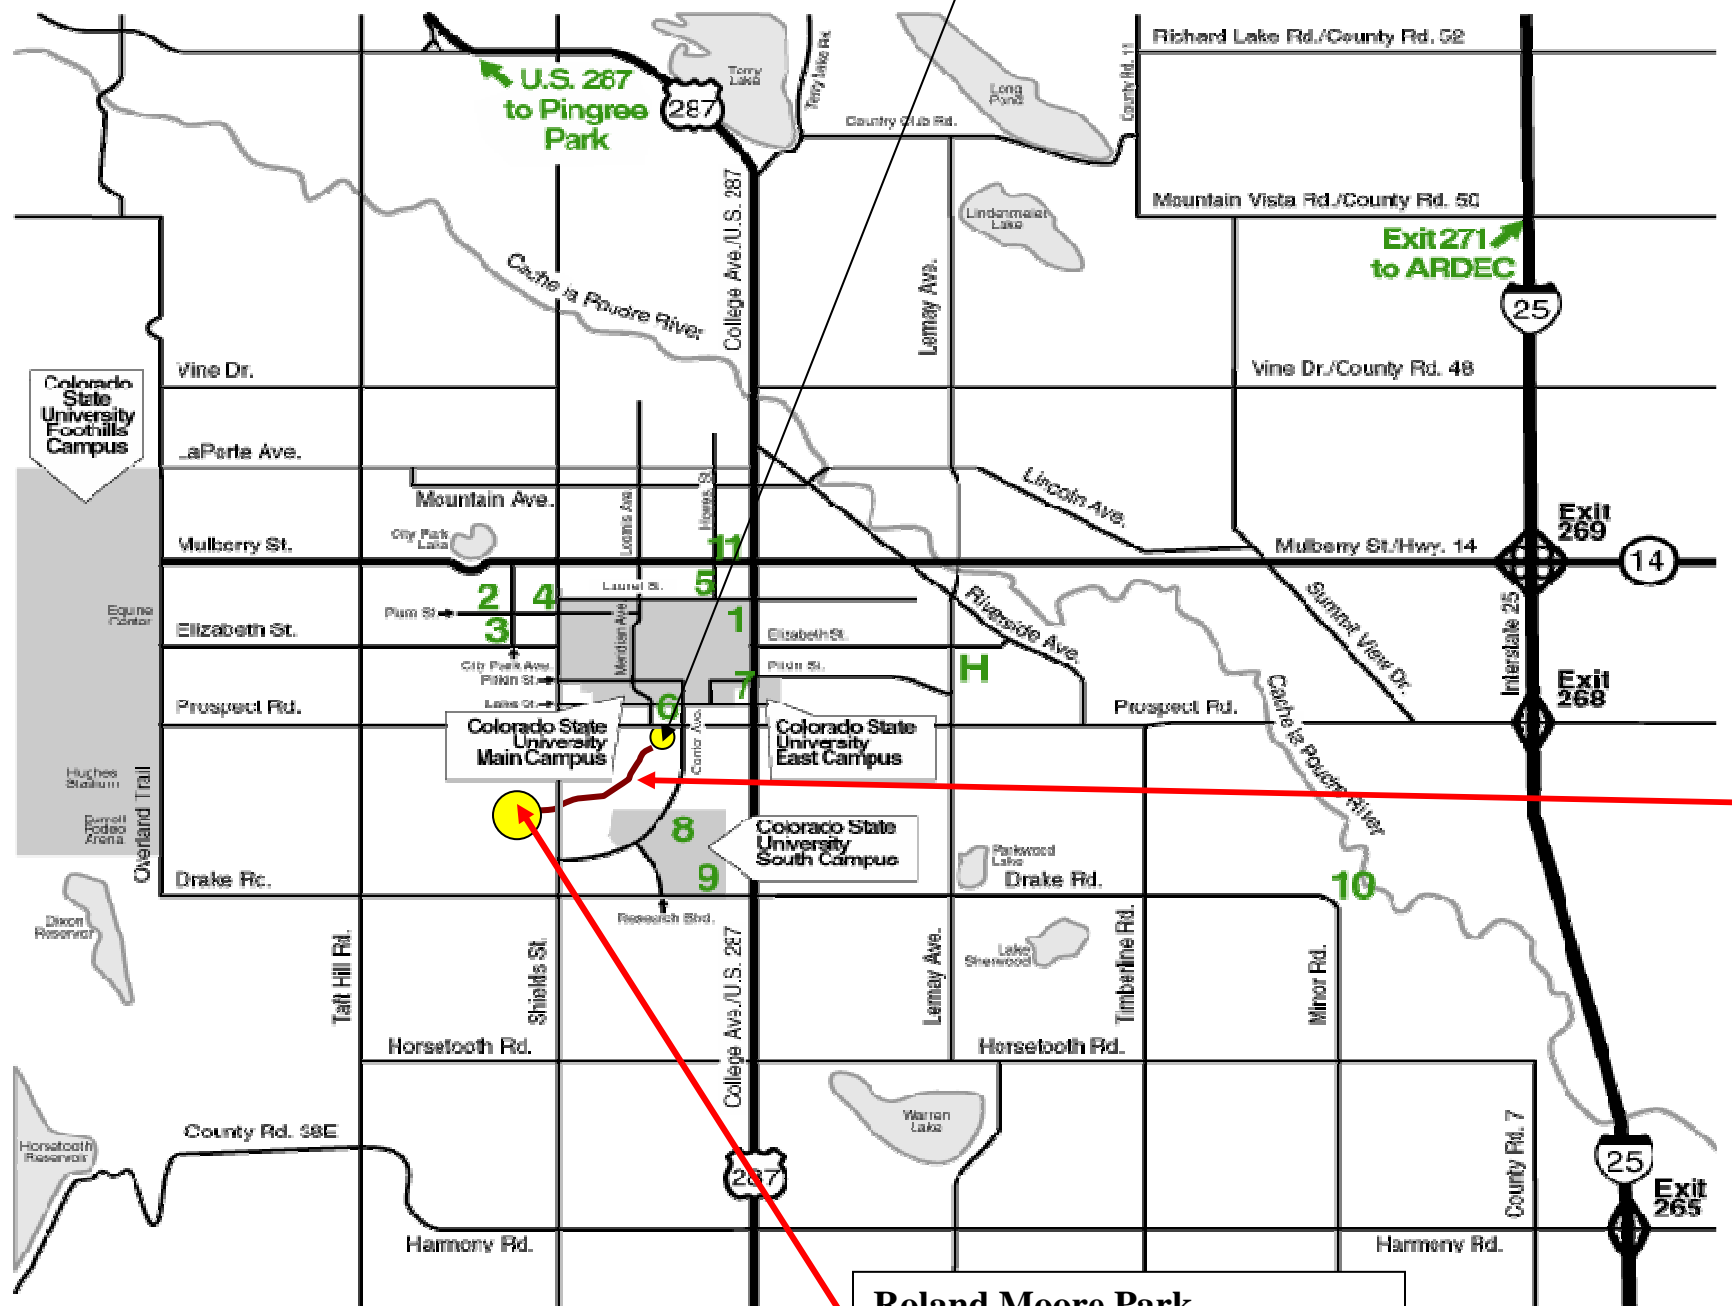 Richard Lake Rd./County Rd. 52
U.S. 287
to Pingree
Park
287
Terry
Lake
Terry Lake Rd.
Long
Pond
County Rd. 11
Country Club Rd.
Mountain Vista Rd./County Rd. 50
Lindenmeier
Lake
Exit 271
to ARDEC
25
Cache la Poudre River
College Ave./U.S. 287
Lemay Ave.
Vine Dr.
Vine Dr./County Rd. 48
Colorado
State
University
Foothills
Campus
LaPorte Ave.
Mountain Ave.
Lincoln Ave.
Loomis Ave.
Howes St.
City Park
Lake
Mulberry St.
11
Mulberry St./Hwy. 14
Exit
269
14
2
4
Laurel St.
5
Plum St.
Equine
Center
Elizabeth St.
3
Meridian Ave.
1
Elizabeth St.
Riverside Ave.
Summit View Dr.
Interstale 25
City Park Ave.
Pitkin St.
Pitkin St.
H
7
Exit
268
Lake St.
6
Prospect Rd.
Prospect Rd.
Colorado State
University
Main Campus
Center Ave.
Colorado State
University
East Campus
Cache la Poudre River
Hughes
Stadium
Overland Trail
Rodeo
Arena
8
Colorado State
University
South Campus
Parkwood
Lake
Drake Rd.
9
Drake Rd.
10
Research Blvd.
Dixon
Reservoir
Taft Hill Rd.
Shields St.
College Ave./U.S. 287
Lemay Ave.
Lake
Sherwood
Timberline Rd.
Minor Rd.
Horsetooth Rd.
Horsetooth Rd.
Warren
Lake
Horsetooth
Reservoir
County Rd. 38E
287
County Rd. 7
25
Exit
265
Harmony Rd.
Harmony Rd.
Roland Moore Park